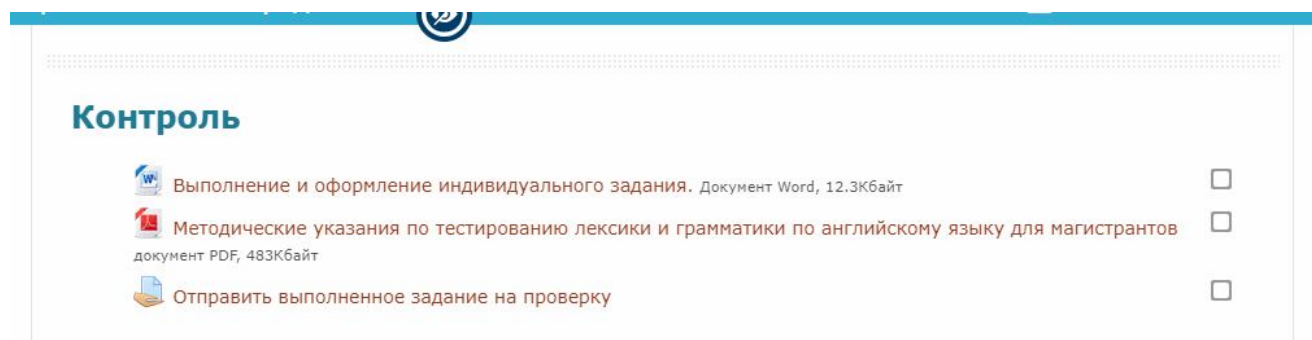 Контроль
Выполнение и оформление индивидуального задания. Документ Word, 12.3Кбайт
Методические указания по тестированию лексики и грамматики по английскому языку для магистрантов
документ PDF, 483Кбайт
Отправить выполненное задание на проверку